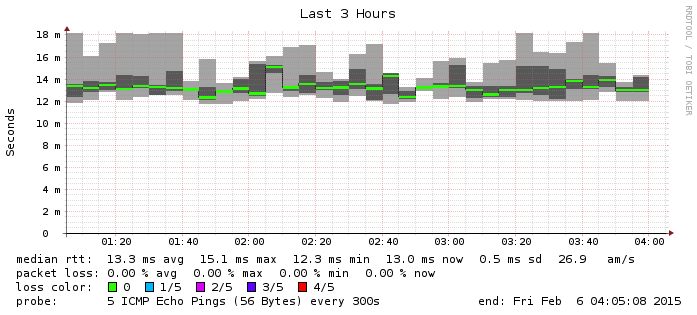 Last 3 Hours
RRDTOOL / TOBI OETIKER
Seconds
18 m
16 m
14 m
12 m
10 m
8 m
6 m
4 m
2 m
0
01:20 01:40 02:00 02:20 02:40 03:00 03:20 03:40 04:00
median rtt: 13.3 ms avg 15.1 ms max 12.3 ms min 13.0 ms now 0.5 ms sd 26.9 am/s
packet loss: 0.00 % avg 0.00 % max 0.00 % min 0.00 % now
loss color: 0 1/5 2/5 3/5 4/5
probe: 5 ICMP Echo Pings (56 Bytes) every 300s end: Fri Feb 6 04:05:08 2015